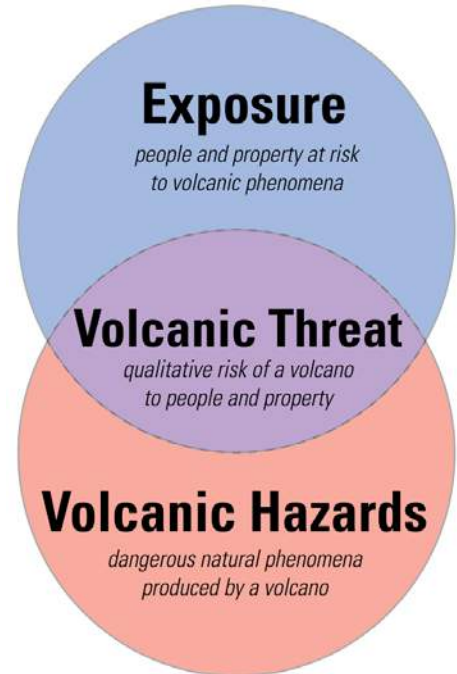 Exposure
people and property at risk
to volcanic phenomena
Volcanic Threat
qualitative risk of a volcano
to people and property
Volcanic Hazards
dangerous natural phenomena
produced by a volcano